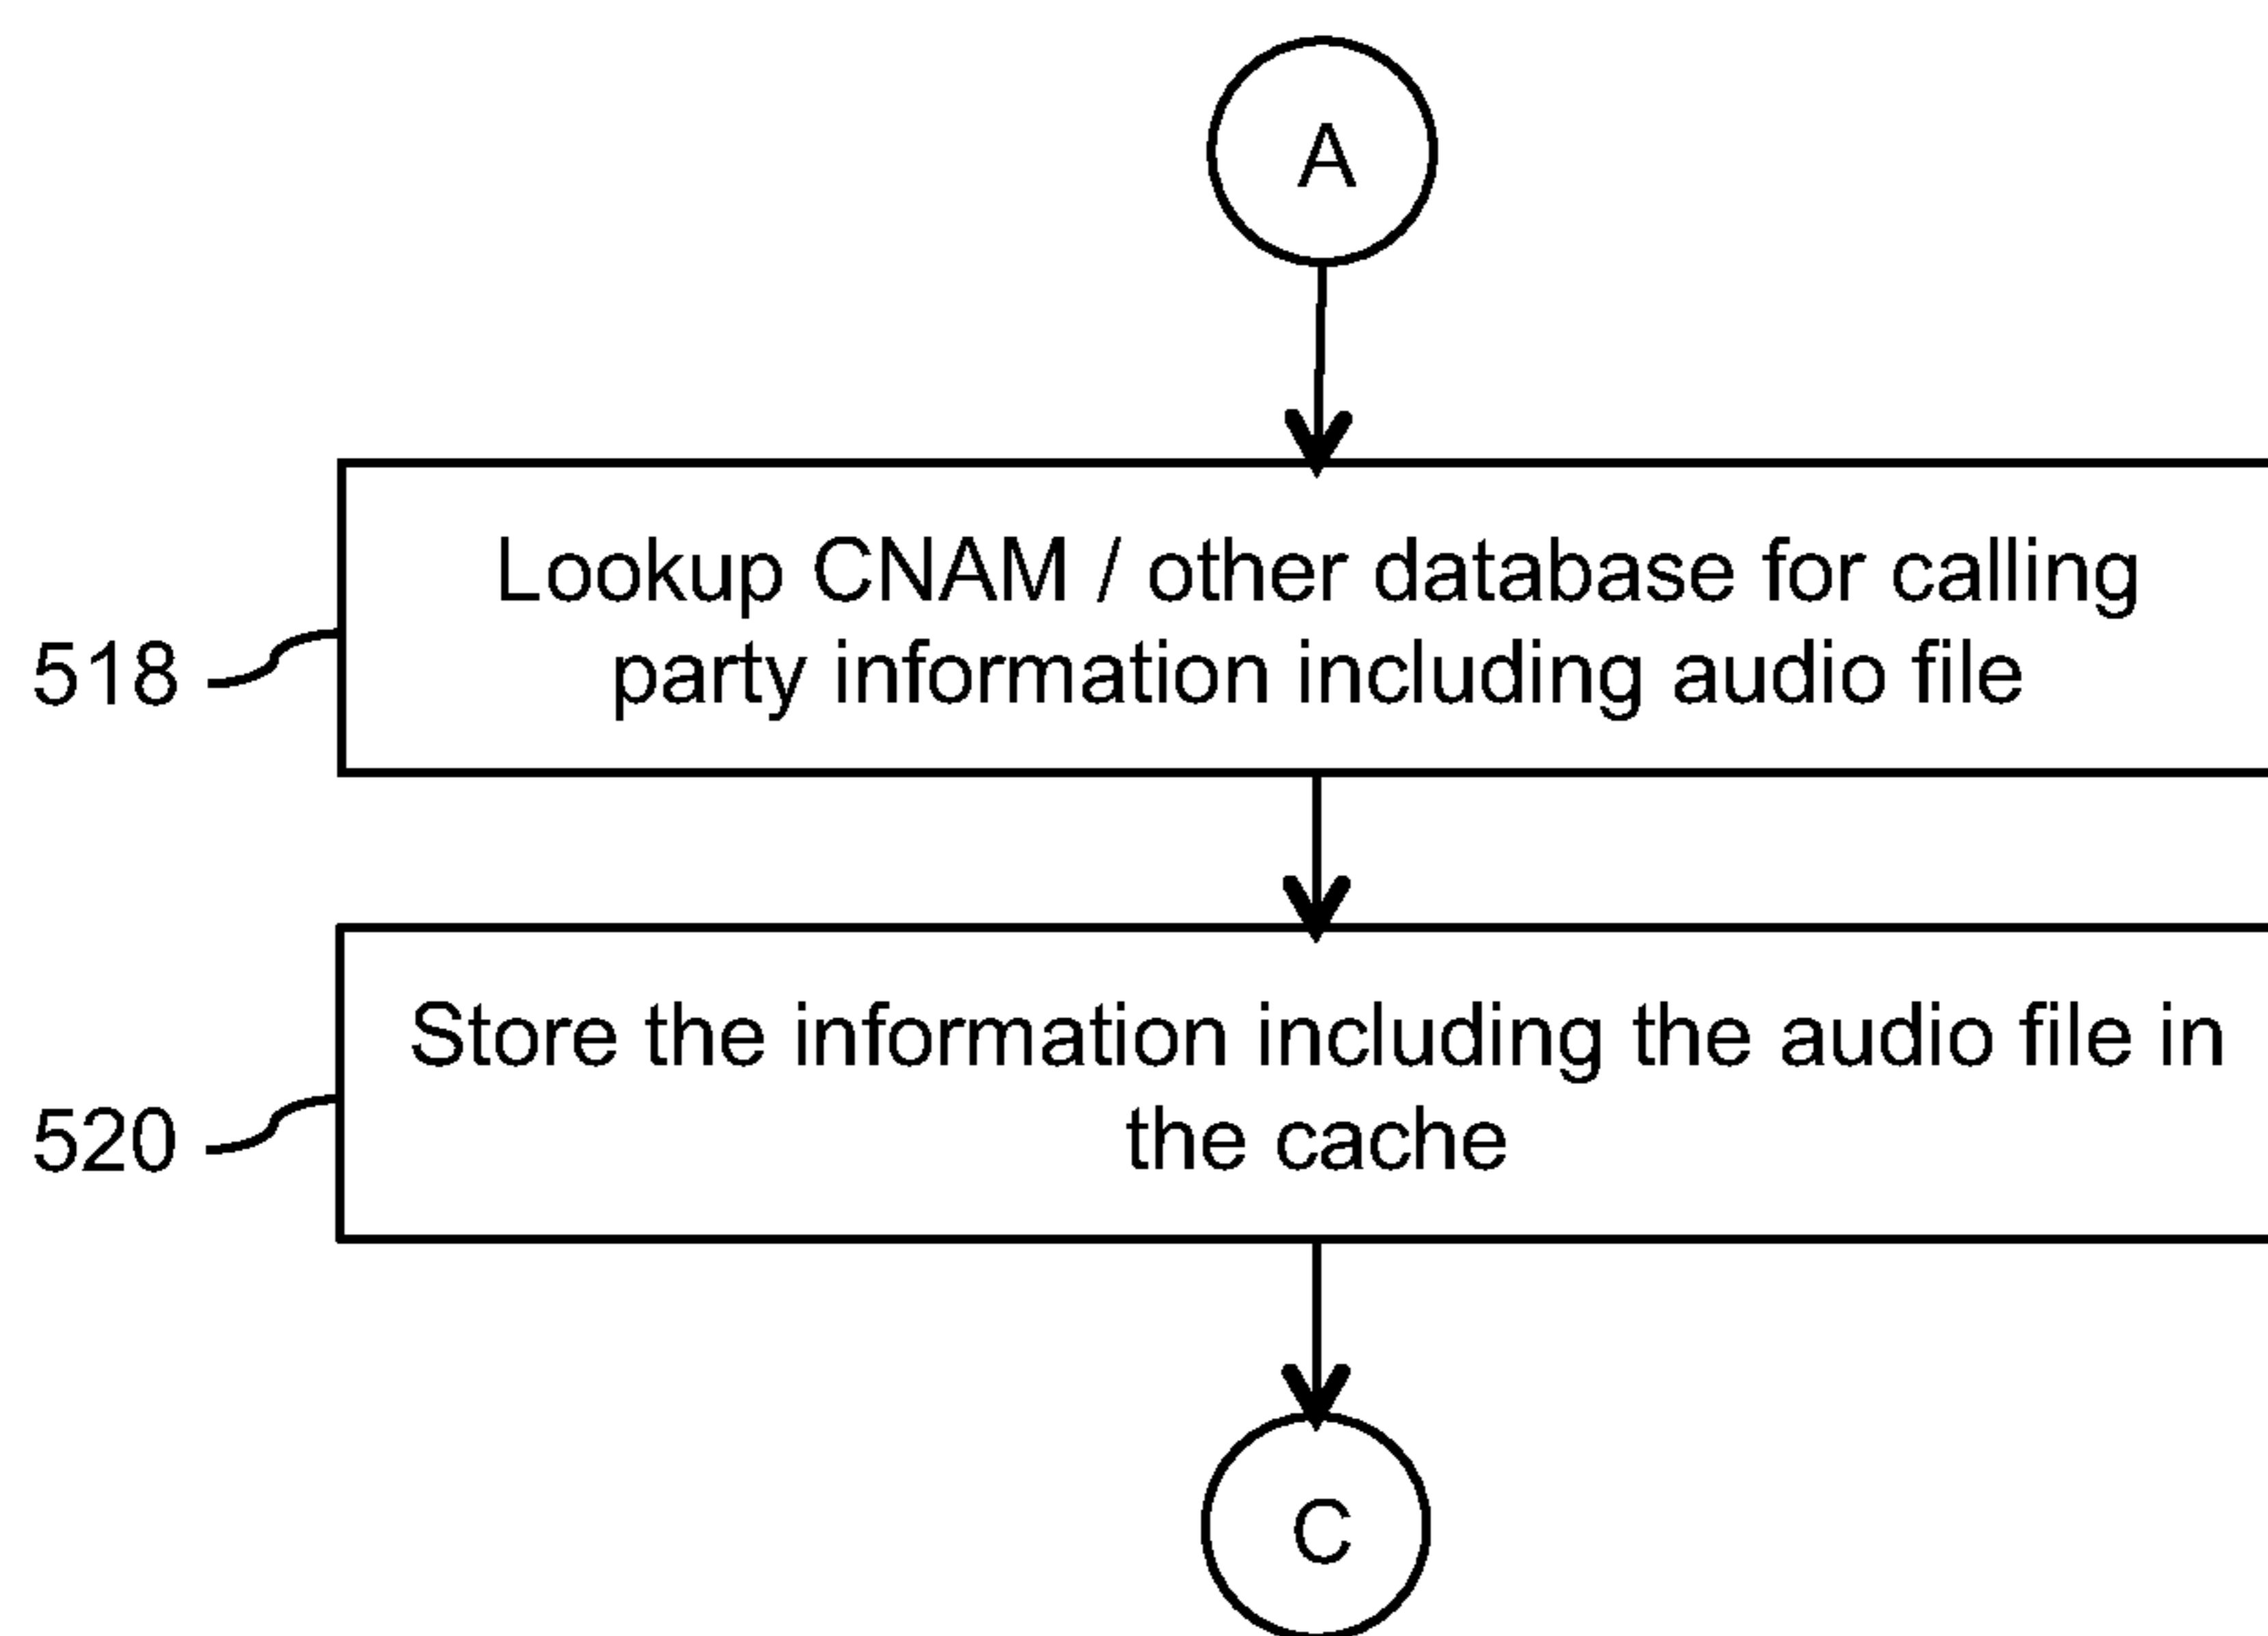 A
Lookup CNAM / other database for calling
party information including audio file
518
Store the information including the audio file in
the cache
520
C